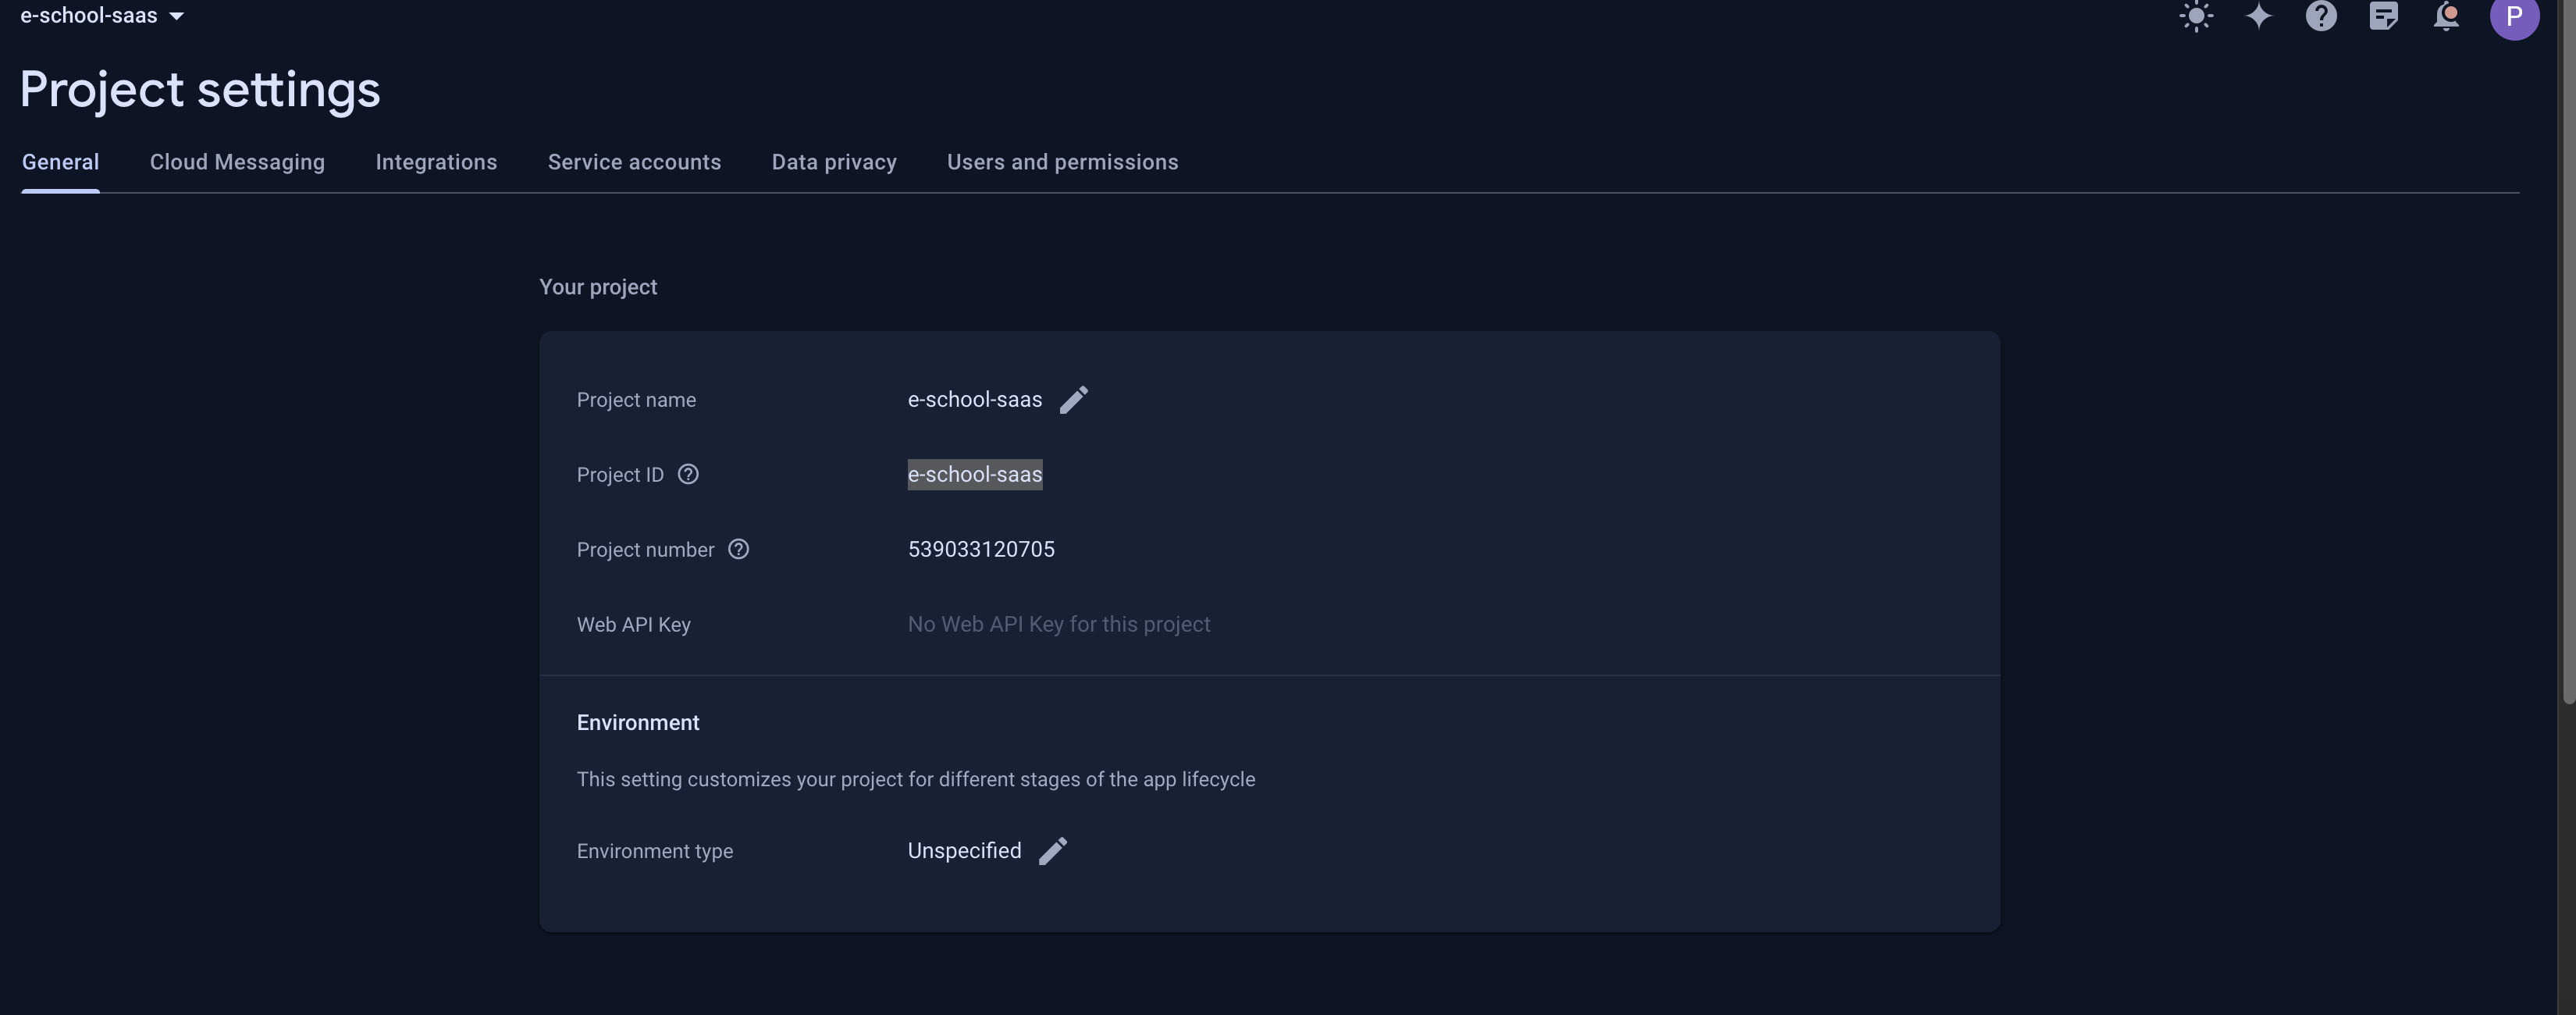 e-school-saas
P
Project settings
General Cloud Messaging Integrations Service accounts Data privacy Users and permissions
Your project
Project name e-school-saas
Project ID e-school-saas
Project number 539033120705
Web API Key No Web API Key for this project
Environment
This setting customizes your project for different stages of the app lifecycle
Environment type Unspecified